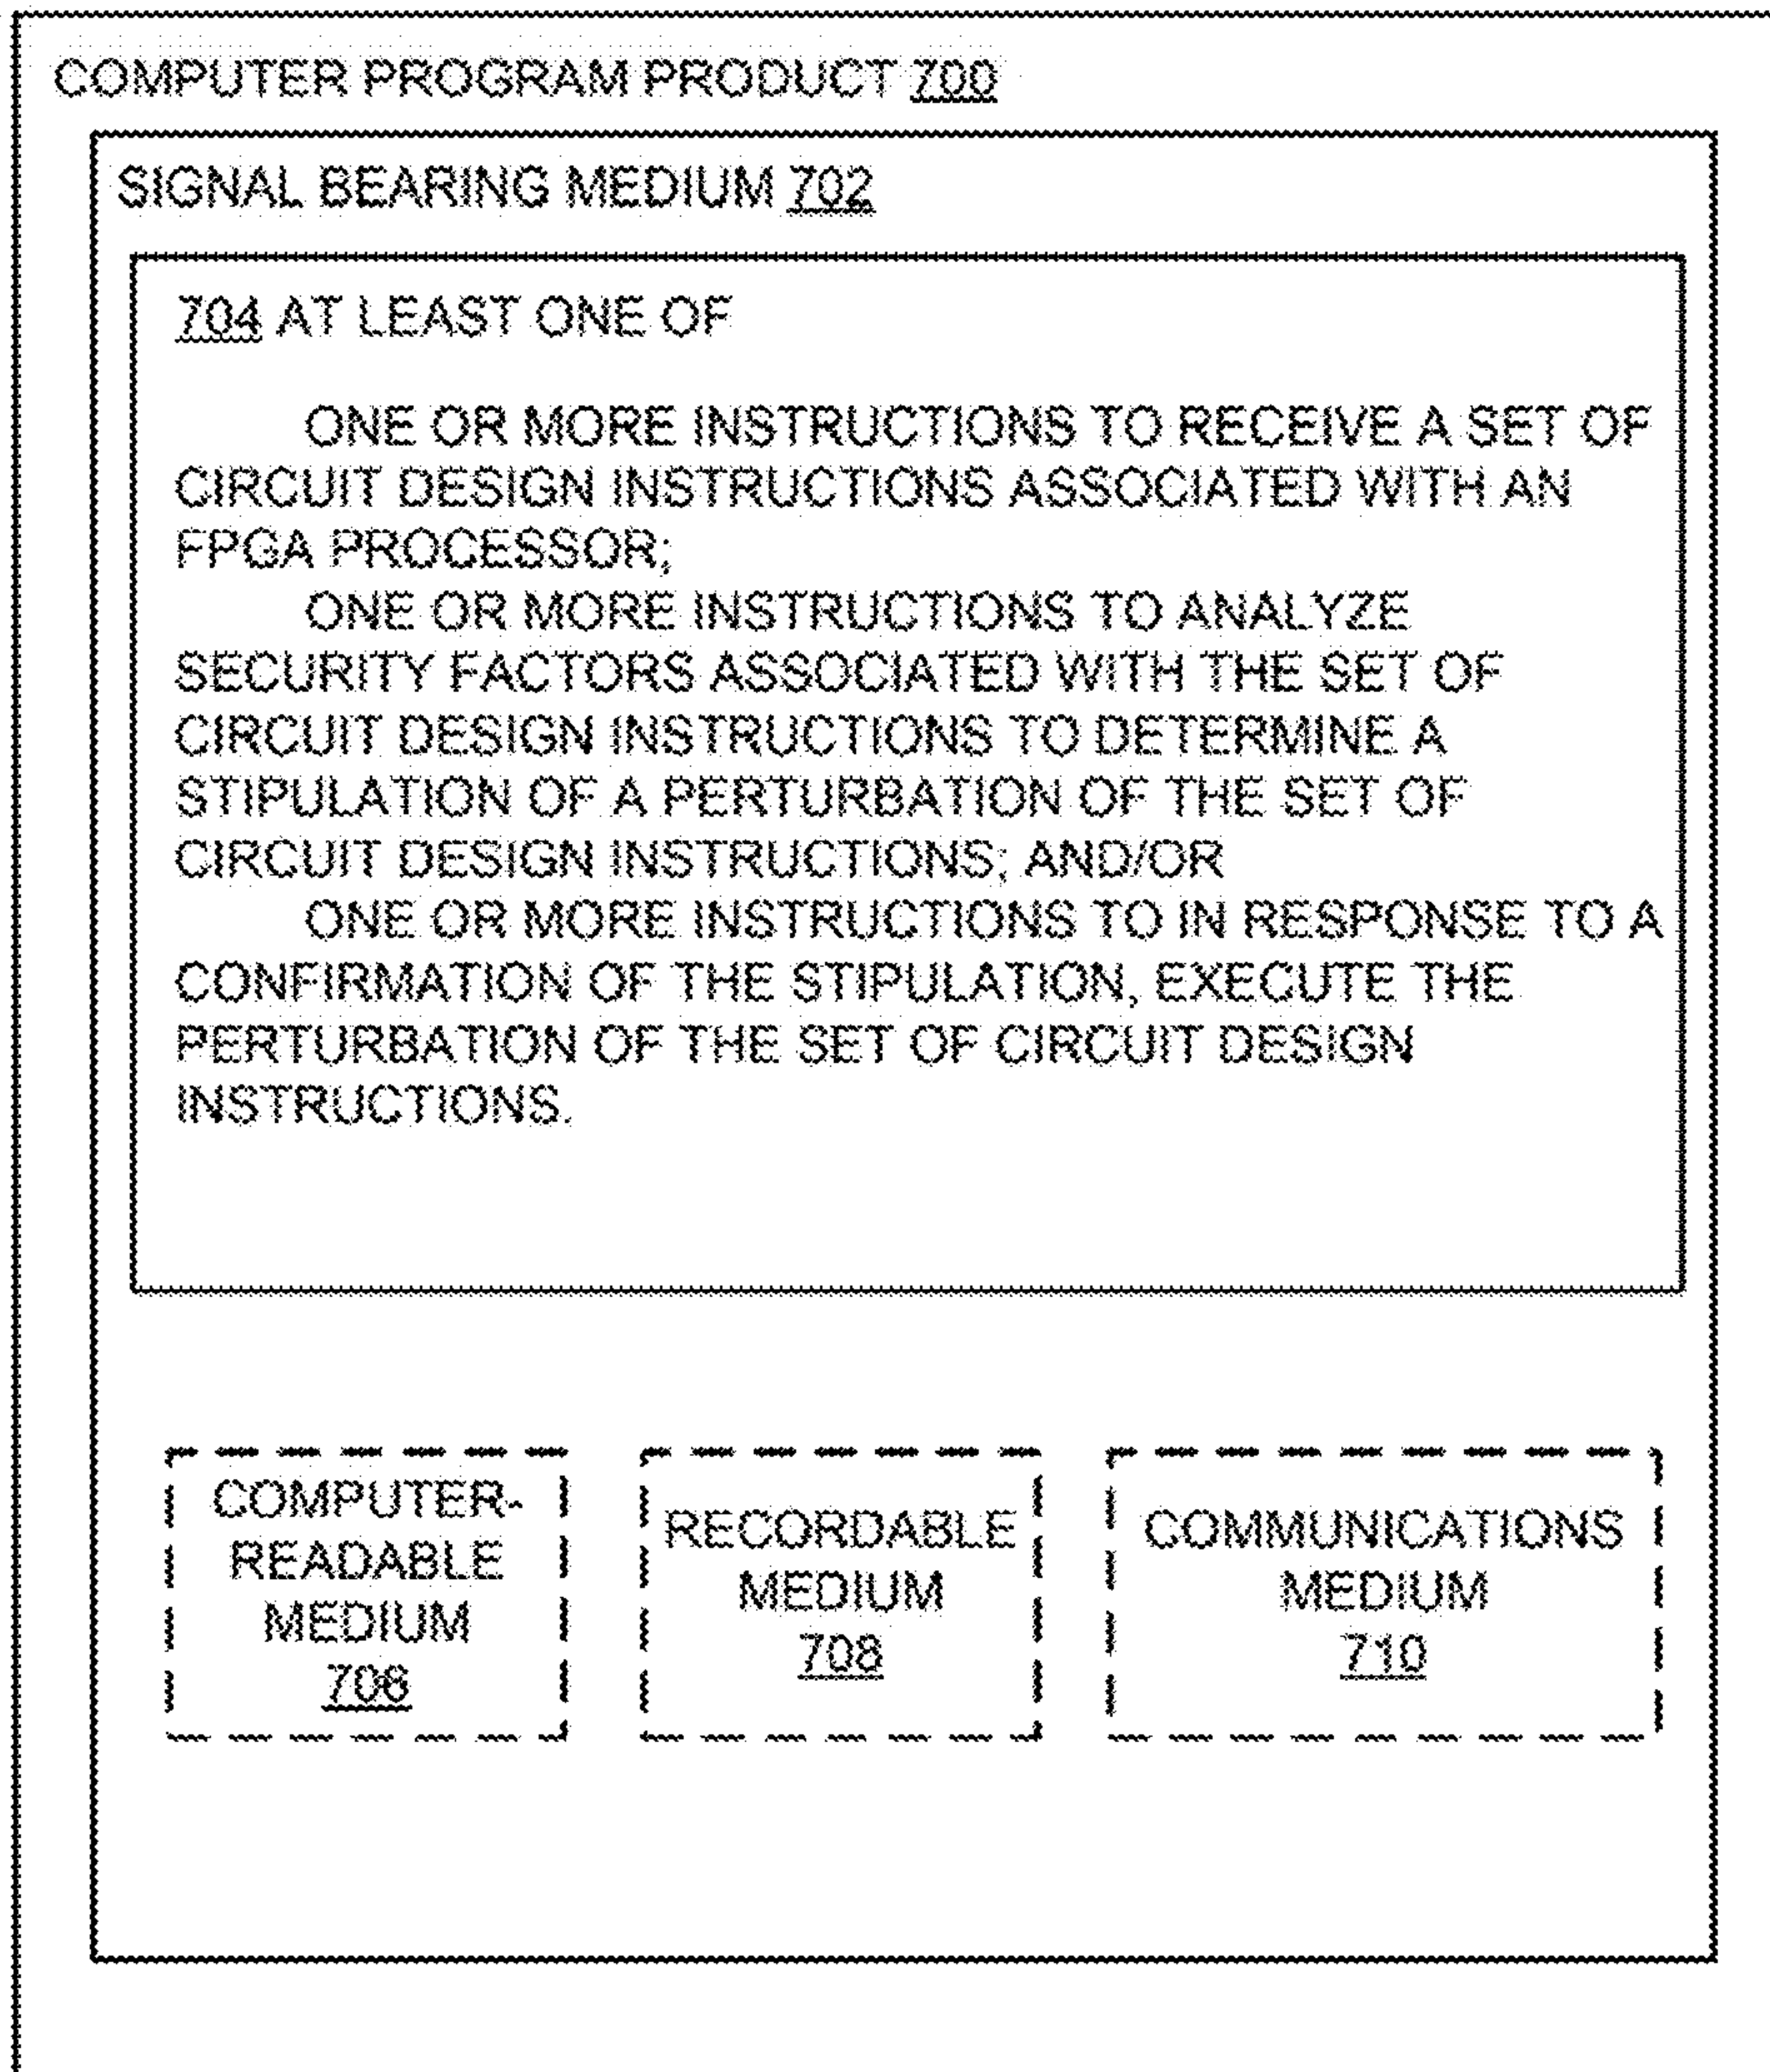 COMPUTER PROGRAM PRODUCT 700
SIGNAL BEARING MEDIUM 702
704 AT LEAST ONE OF
ONE OR MORE INSTRUCTIONS TO RECEIVE A SET OF
CIRCUIT DESIGN INSTRUCTIONS ASSOCIATED WITH AN
FPGA PROCESSOR;
ONE OR MORE INSTRUCTIONS TO ANALYZE
SECURITY FACTORS ASSOCIATED WITH THE SET OF
CIRCUIT DESIGN INSTRUCTIONS TO DETERMINE A
STIPULATION OF A PERTURBATION OF THE SET OF
CIRCUIT DESIGN INSTRUCTIONS; AND/OR
ONE OR MORE INSTRUCTIONS TO IN RESPONSE TO A
CONFIRMATION OF THE STIPULATION, EXECUTE THE
PERTURBATION OF THE SET OF CIRCUIT DESIGN
INSTRUCTIONS.
COMPUTER-
READABLE
MEDIUM
706
RECORDABLE
MEDIUM
708
COMMUNICATIONS
MEDIUM
710